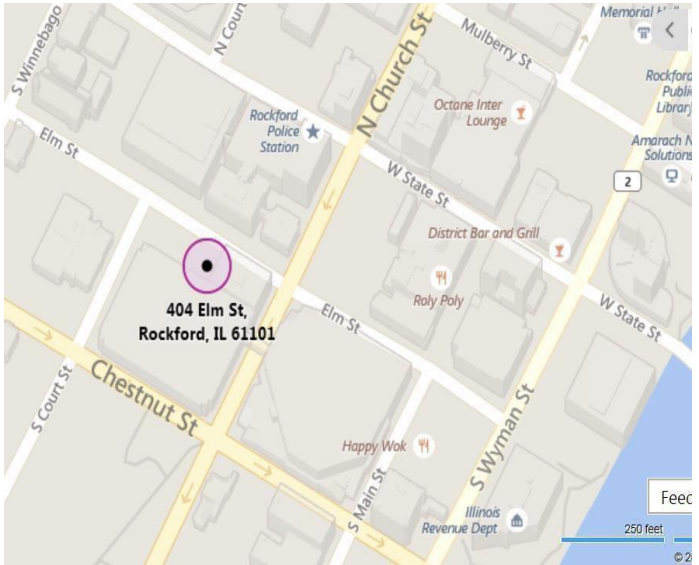 Memorial Hall
S Winnebago
N Cour
N Church St
Mulberry St
Rockford
Public
Library
Octane Inter
Lounge
Rockford
Police
Station
Elm St
Amarach N
Solutions
W State St
2
District Bar and Grill
Roly Poly
404 Elm St,
Rockford, IL 61101
Elm St
W State St
Chestnut St
S Court St
S Wyman St
Happy Wok
S Main St
Illinois
Revenue Dept
Feed
250 feet